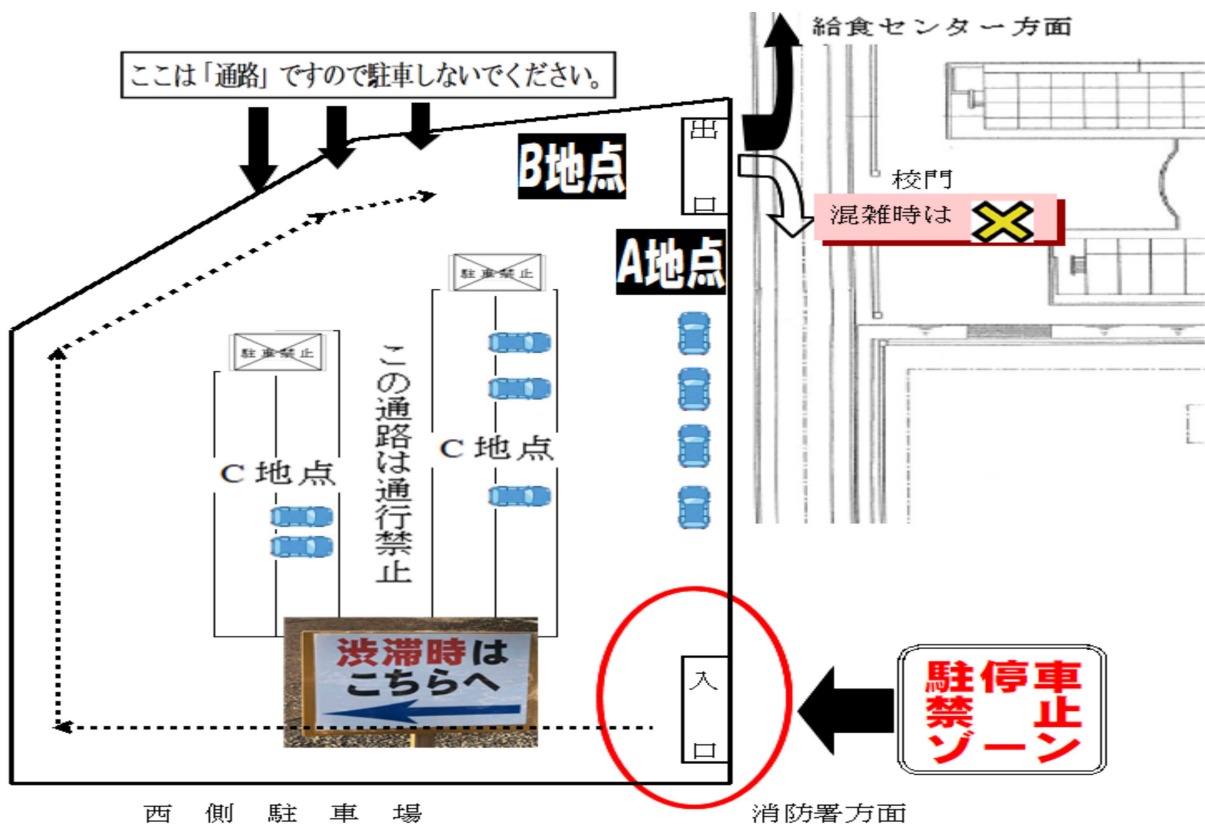 給食センター方面
ここは「通路」ですので駐車しないでください。
出口
B地点
校門
混雑時は
A地点
駐車禁止
駐車禁止
この通路は通行禁止
C地点
C地点
渋滞時は
こちらへ
入口
駐停車
禁止
ゾーン
西側駐車場
消防署方面